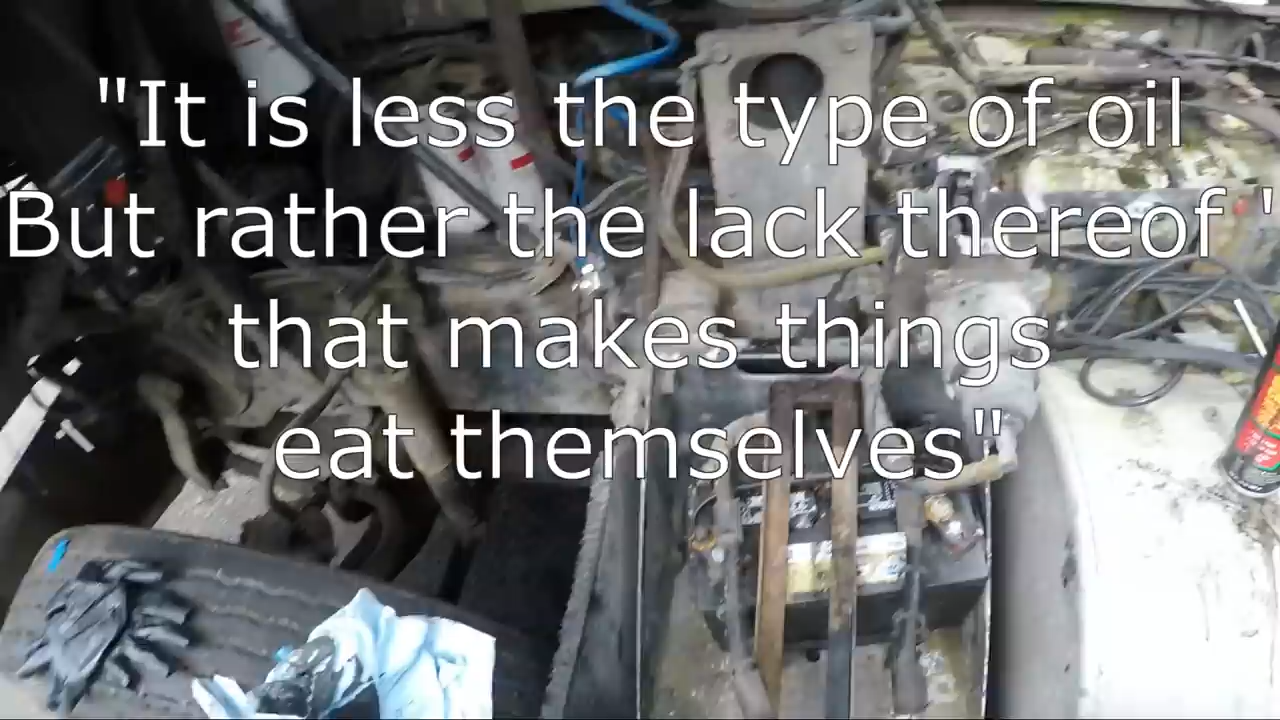 "It is less the type of oil
But rather the lack thereof '
that makes things
eat themselves"